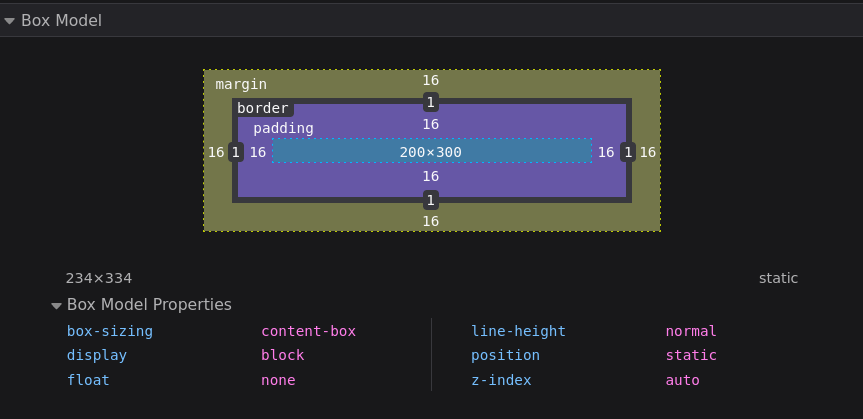 Box Model
margin 16
border 1
padding 16
16 1 16 200×300 16 1 16
16
1
16
234×334 static
Box Model Properties
box-sizing content-box line-height normal
display block position static
float none z-index auto